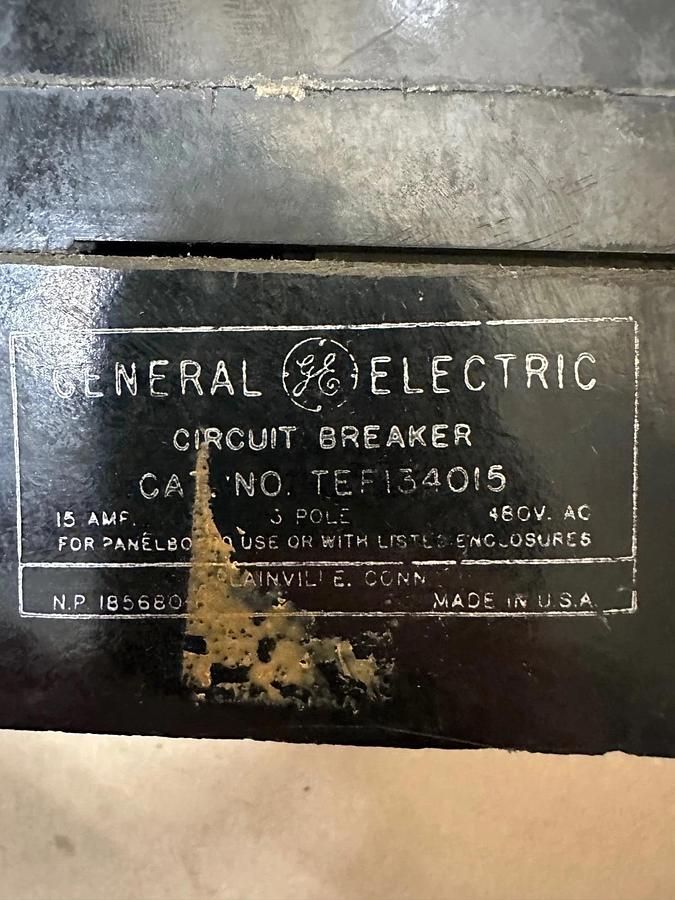 GENERAL GE ELECTRIC
CIRCUIT BREAKER
CAT. NO. TEF134015
15 AMP. 3 POLE 480V. AC
FOR PANELBOARD USE OR WITH LISTED ENCLOSURES
PLAINVILLE, CONN.
N.P. 185680 MADE IN U.S.A.